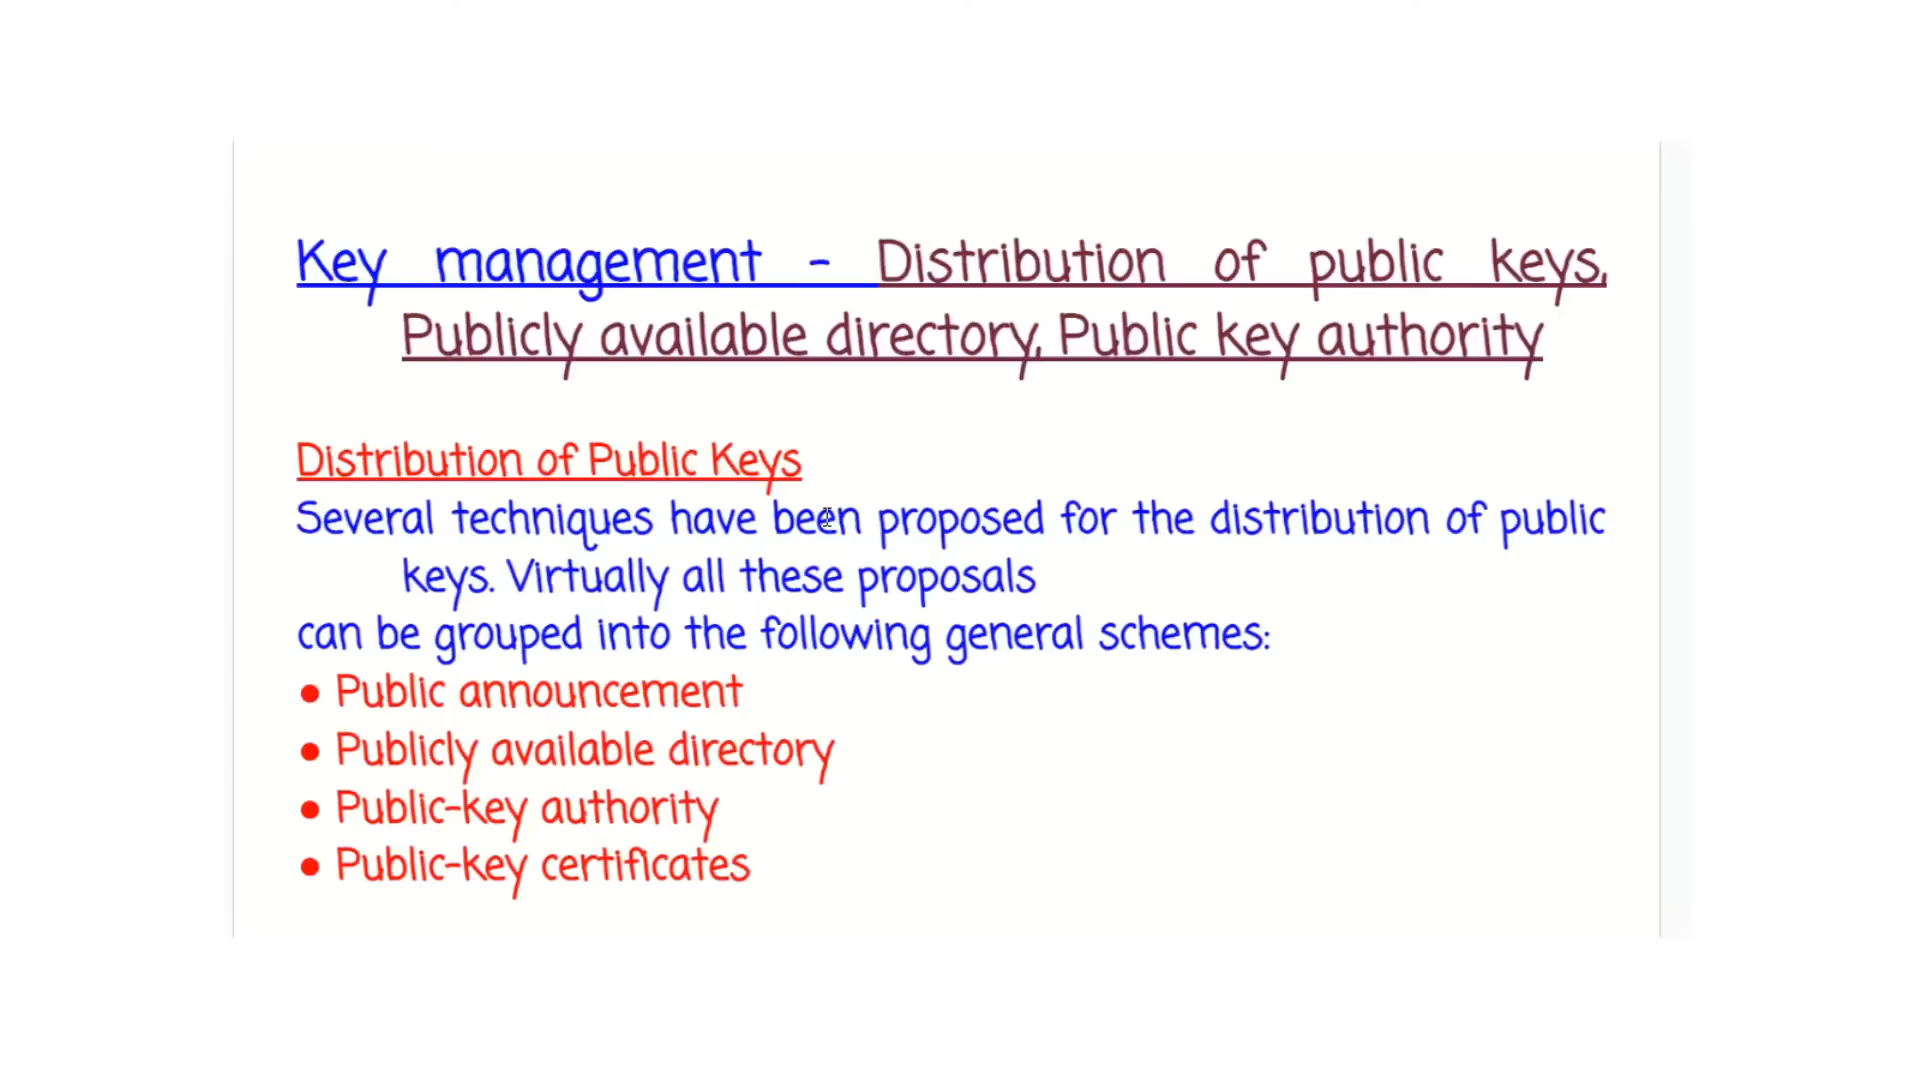 Key management - Distribution of public keys,
Publicly available directory, Public key authority
Distribution of Public Keys
Several techniques have been proposed for the distribution of public
keys. Virtually all these proposals
can be grouped into the following general schemes:
● Public announcement
● Publicly available directory
● Public-key authority
● Public-key certificates